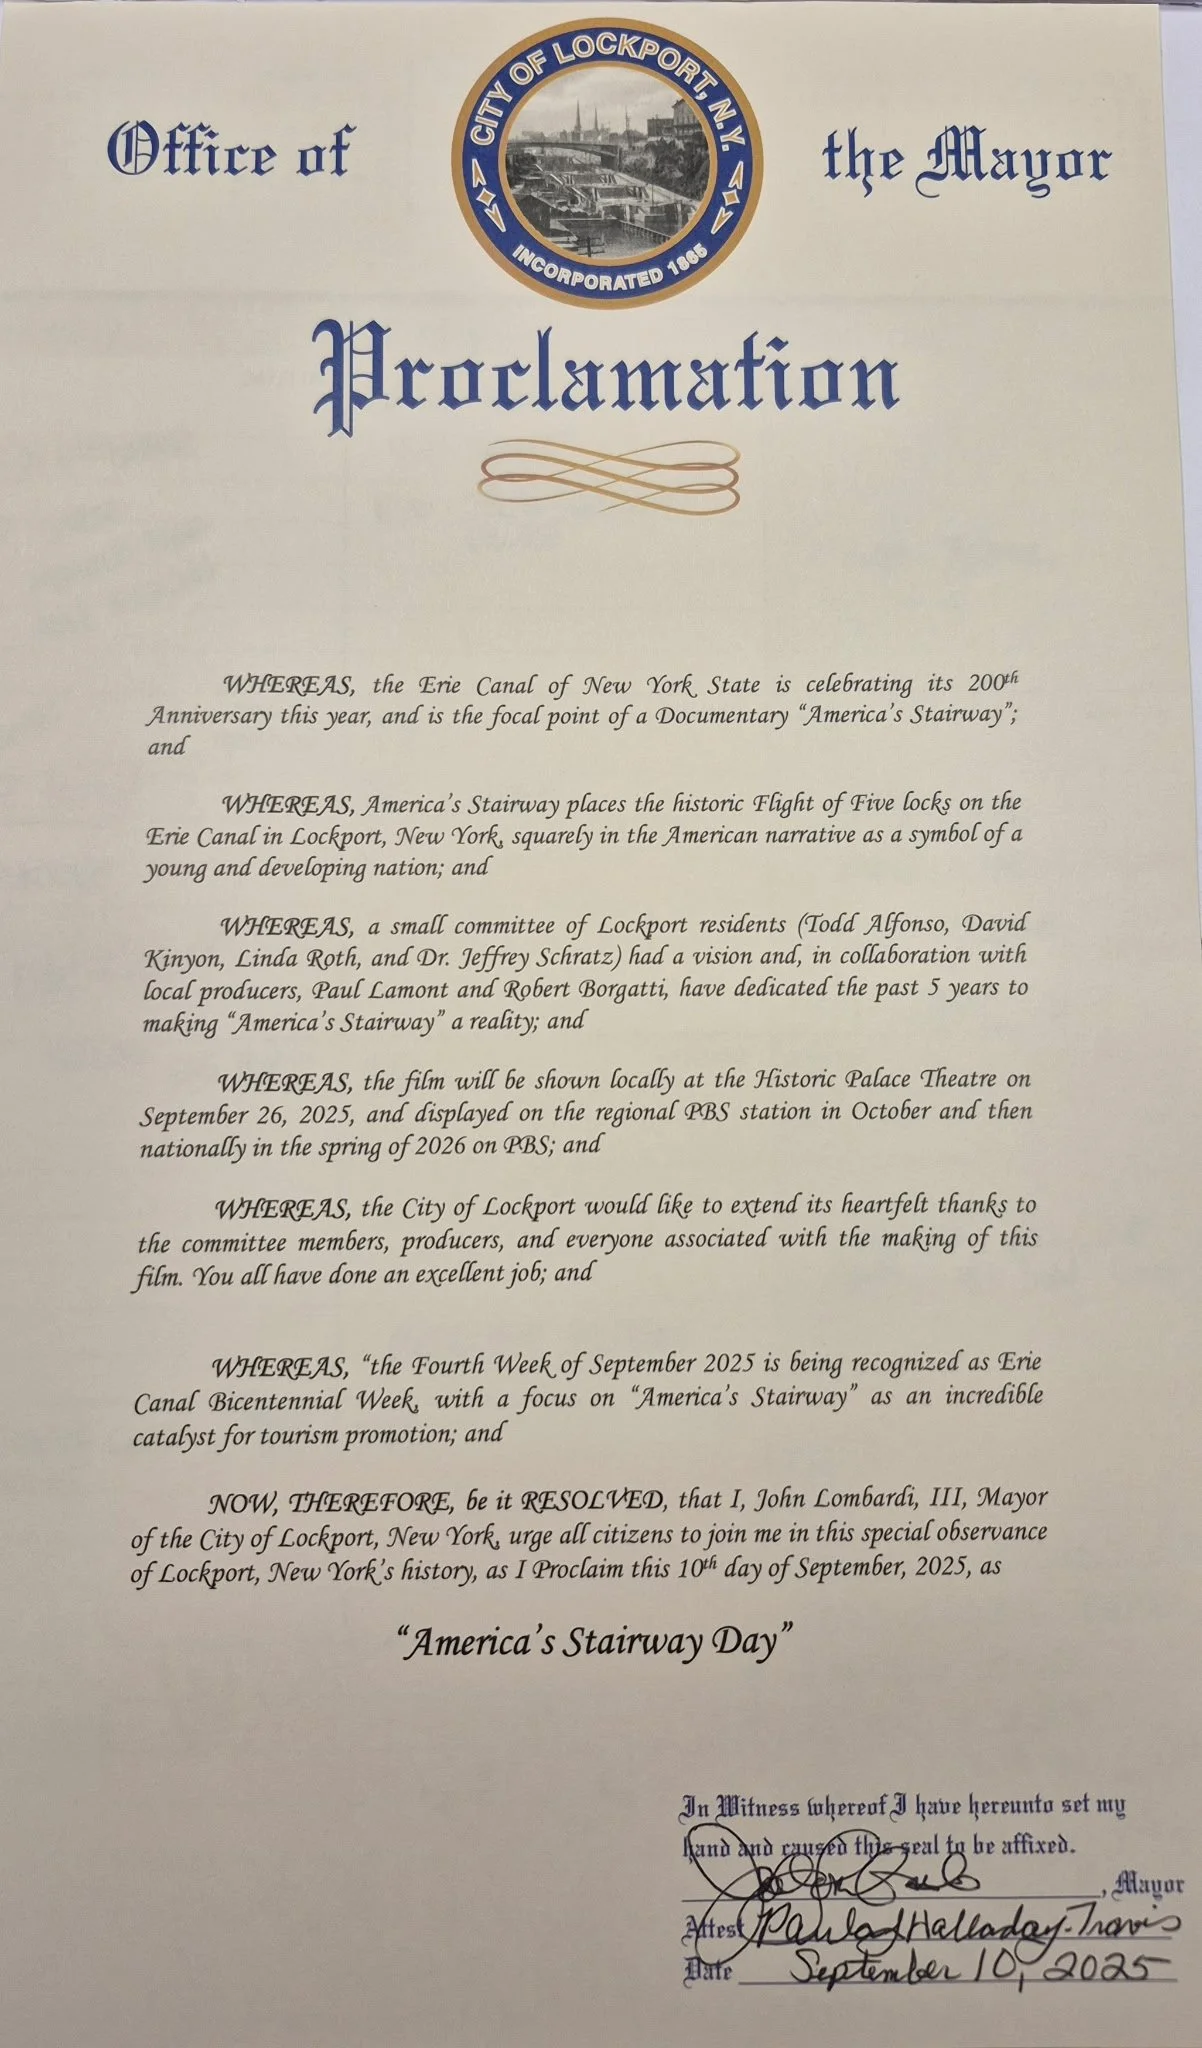 CITY OF LOCKPORT, N.Y.
Office of the Mayor
INCORPORATED 1865
Proclamation
WHEREAS, the Erie Canal of New York State is celebrating its 200th
Anniversary this year, and is the focal point of a Documentary “America’s Stairway”;
and
WHEREAS, America’s Stairway places the historic Flight of Five locks on the
Erie Canal in Lockport, New York, squarely in the American narrative as a symbol of a
young and developing nation; and
WHEREAS, a small committee of Lockport residents (Todd Alfonso, David
Kinyon, Linda Roth, and Dr. Jeffrey Schratz) had a vision and, in collaboration with
local producers, Paul Lamont and Robert Borgatti, have dedicated the past 5 years to
making “America’s Stairway” a reality; and
WHEREAS, the film will be shown locally at the Historic Palace Theatre on
September 26, 2025, and displayed on the regional PBS station in October and then
nationally in the spring of 2026 on PBS; and
WHEREAS, the City of Lockport would like to extend its heartfelt thanks to
the committee members, producers, and everyone associated with the making of this
film. You all have done an excellent job; and
WHEREAS, “the Fourth Week of September 2025 is being recognized as Erie
Canal Bicentennial Week, with a focus on “America’s Stairway” as an incredible
catalyst for tourism promotion; and
NOW, THEREFORE, be it RESOLVED, that I, John Lombardi, III, Mayor
of the City of Lockport, New York, urge all citizens to join me in this special observance
of Lockport, New York’s history, as I Proclaim this 10th day of September, 2025, as
“America’s Stairway Day”
In Witness whereof I have hereunto set my
hand and caused this seal to be affixed.
, Mayor
Attest Paula Halladay-Travis
Date September 10, 2025